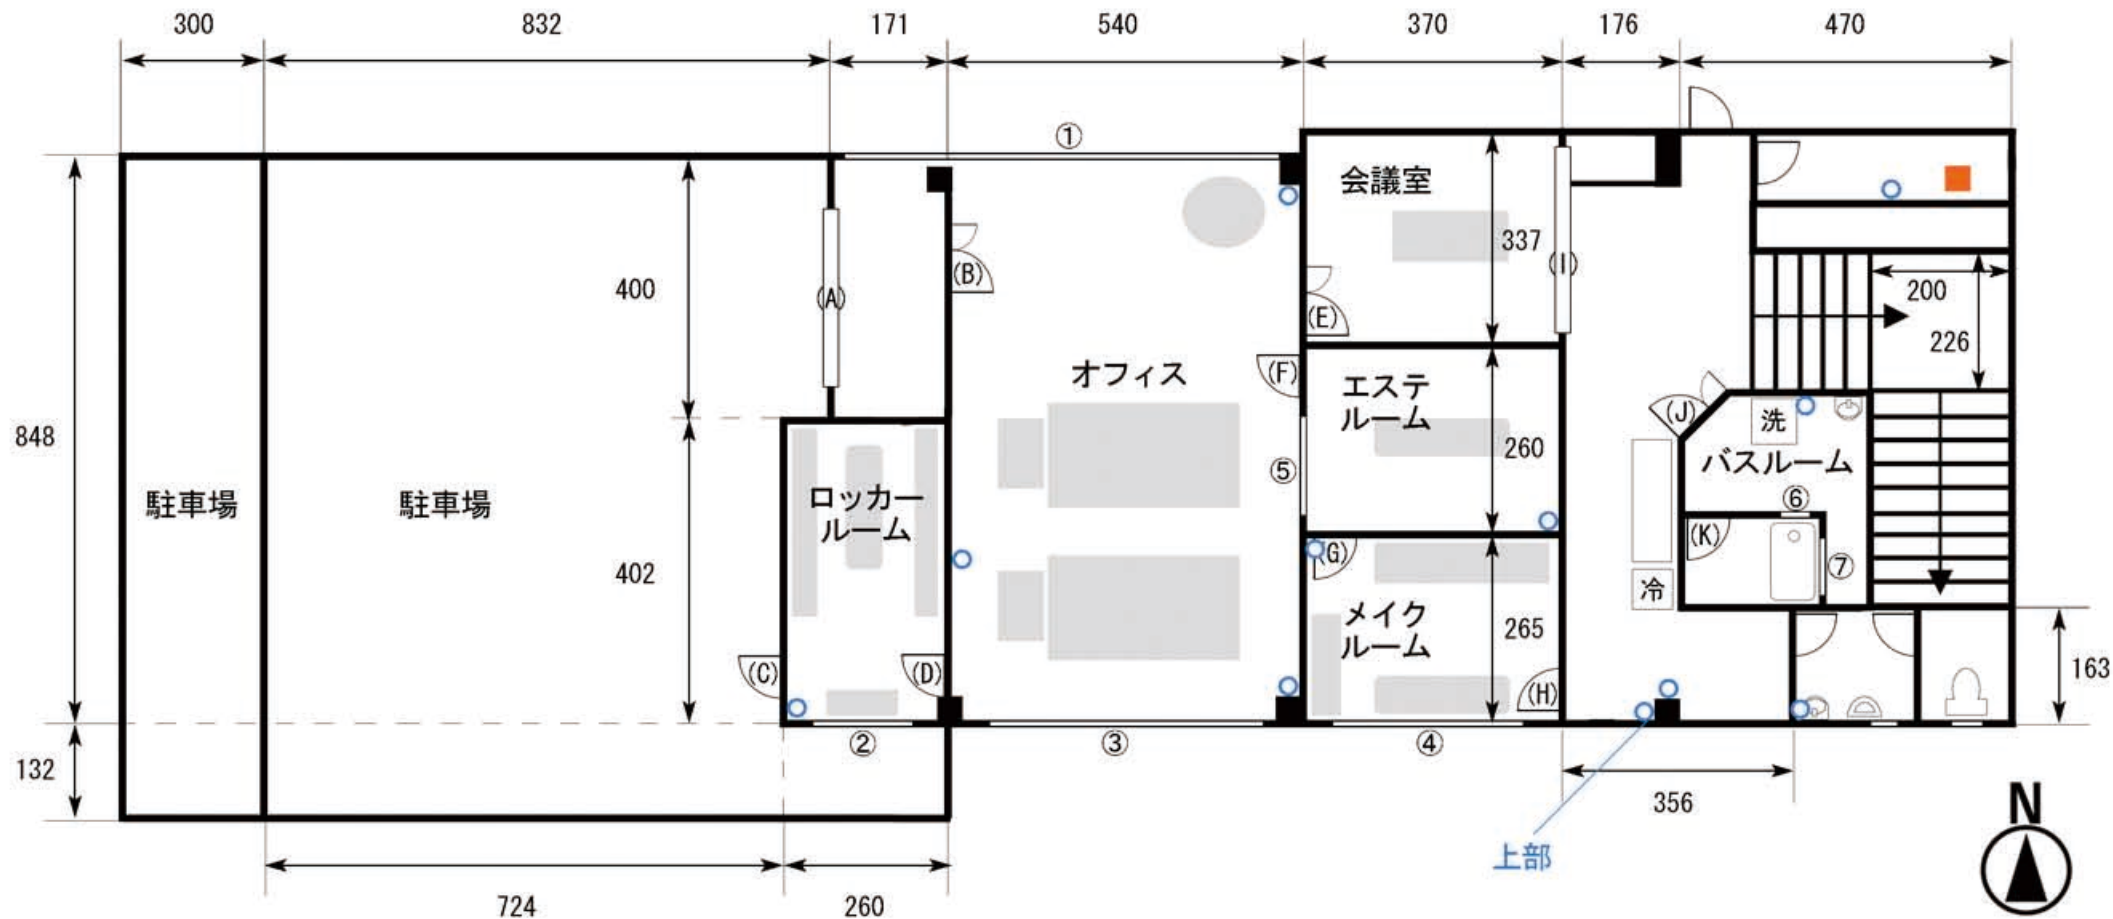 300
832
171
540
370
176
470
①
会議室
337
(I)
(B)
(E)
(A)
400
200
226
オフィス
(F)
エステ
ルーム
260
(J)
洗
バスルーム
848
⑤
⑥
駐車場
駐車場
ロッカー
ルーム
(K)
(G)
⑦
402
冷
メイク
ルーム
265
(C)
(D)
(H)
163
②
③
④
132
356
上部
N
724
260